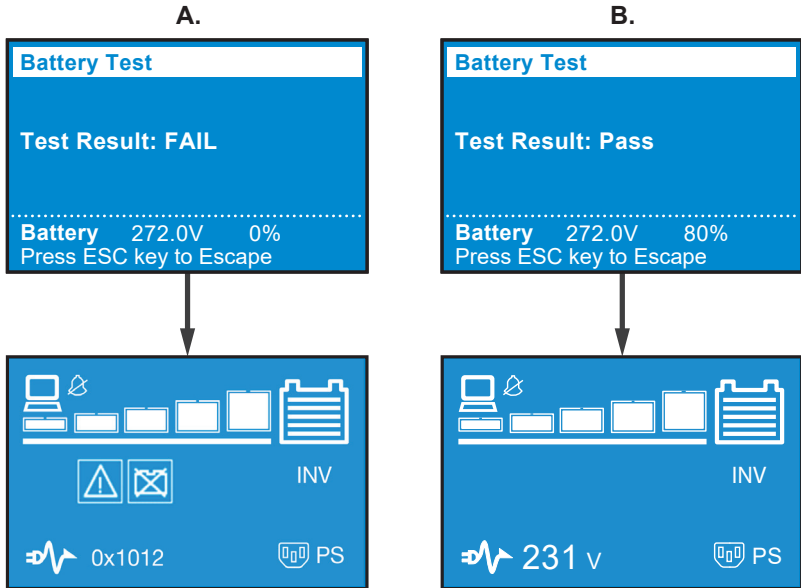 A.
Battery Test
Test Result: FAIL
Battery 272.0V 0%
Press ESC key to Escape
INV
0x1012
PS
B.
Battery Test
Test Result: Pass
Battery 272.0V 80%
Press ESC key to Escape
INV
231 V
PS